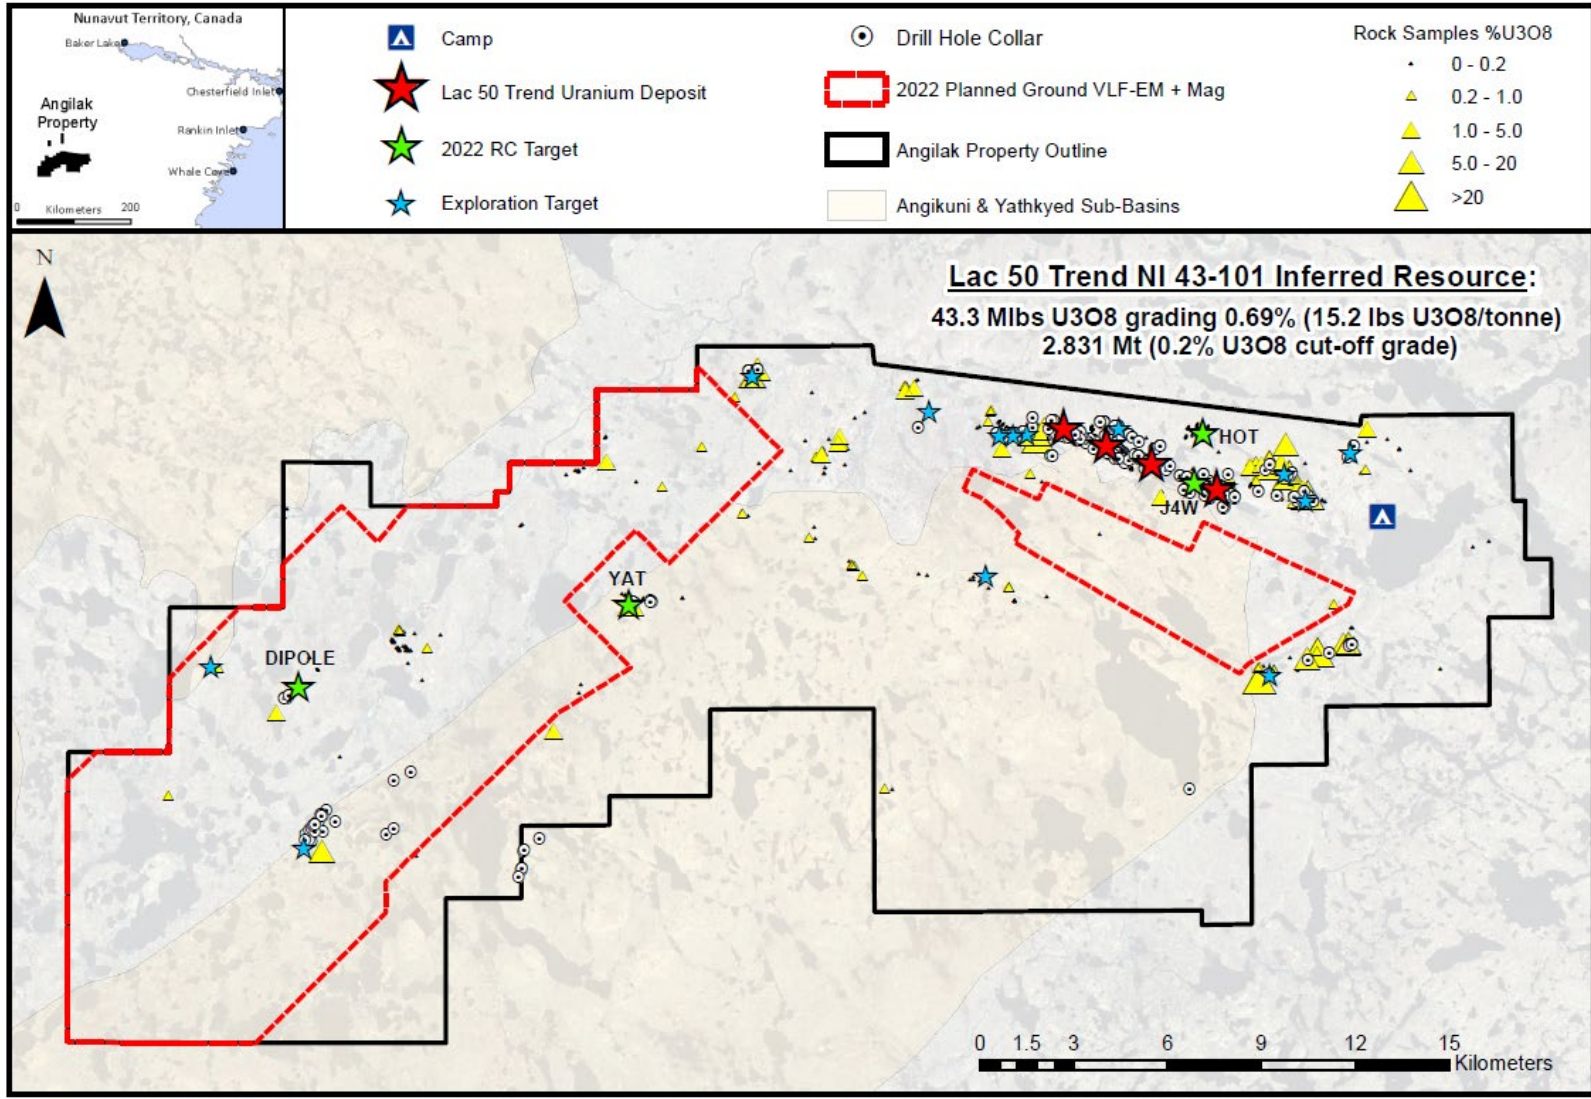 Nunavut Territory, Canada
Baker Lake
Chesterfield Inlet
Angilak
Property
Rankin Inlet
Whale Cove
0 Kilometers 200
Camp
Lac 50 Trend Uranium Deposit
2022 RC Target
Exploration Target
Drill Hole Collar
2022 Planned Ground VLF-EM + Mag
Angilak Property Outline
Angikuni & Yathkyed Sub-Basins
Rock Samples %U3O8
0 - 0.2
0.2 - 1.0
1.0 - 5.0
5.0 - 20
>20
N
Lac 50 Trend NI 43-101 Inferred Resource:
43.3 Mlbs U3O8 grading 0.69% (15.2 lbs U3O8/tonne)
2.831 Mt (0.2% U3O8 cut-off grade)
HOT
J4W
YAT
DIPOLE
0 1.5 3 6 9 12 15
Kilometers